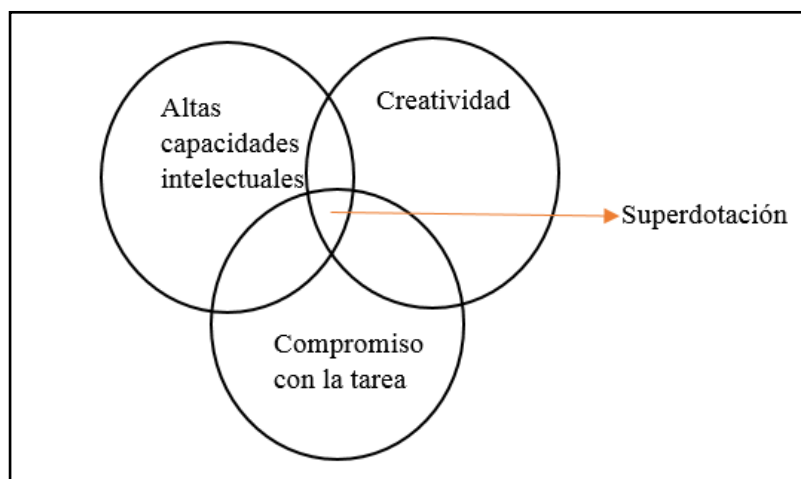 Altas
capacidades
intelectuales
Creatividad
Superdotación
Compromiso
con la tarea